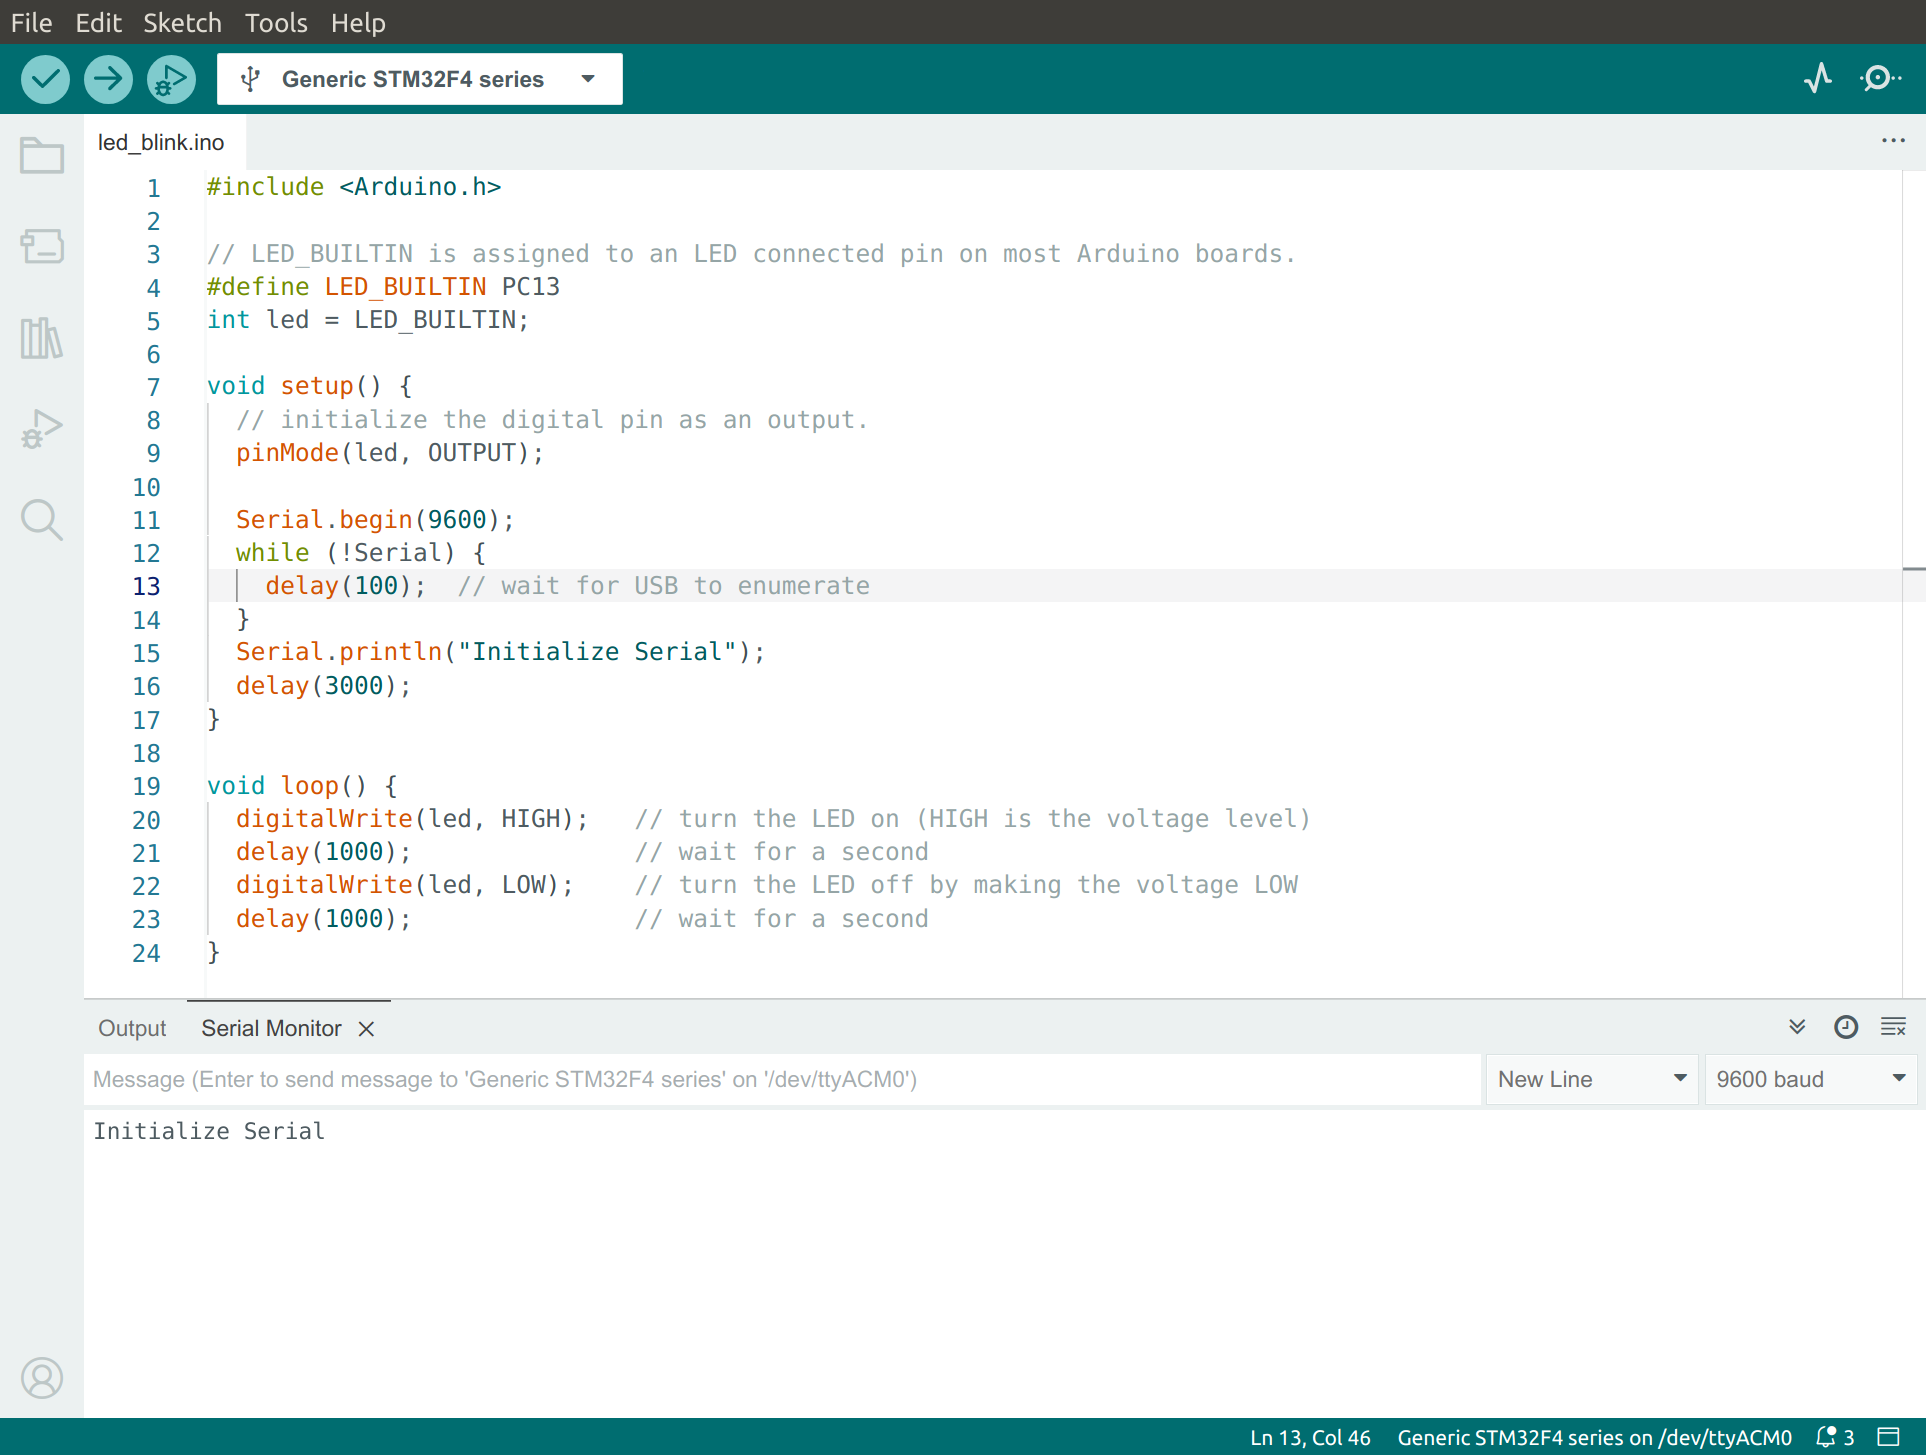 File Edit Sketch Tools Help
Generic STM32F4 series
led_blink.ino
1 #include <Arduino.h>
2
3 // LED_BUILTIN is assigned to an LED connected pin on most Arduino boards.
4 #define LED_BUILTIN PC13
5 int led = LED_BUILTIN;
6
7 void setup() {
8   // initialize the digital pin as an output.
9   pinMode(led, OUTPUT);
10
11   Serial.begin(9600);
12   while (!Serial) {
13     delay(100);  // wait for USB to enumerate
14   }
15   Serial.println("Initialize Serial");
16   delay(3000);
17 }
18
19 void loop() {
20   digitalWrite(led, HIGH);   // turn the LED on (HIGH is the voltage level)
21   delay(1000);               // wait for a second
22   digitalWrite(led, LOW);    // turn the LED off by making the voltage LOW
23   delay(1000);               // wait for a second
24 }
Output Serial Monitor
Message (Enter to send message to 'Generic STM32F4 series' on '/dev/ttyACM0') New Line 9600 baud
Initialize Serial
Ln 13, Col 46 Generic STM32F4 series on /dev/ttyACM0 3